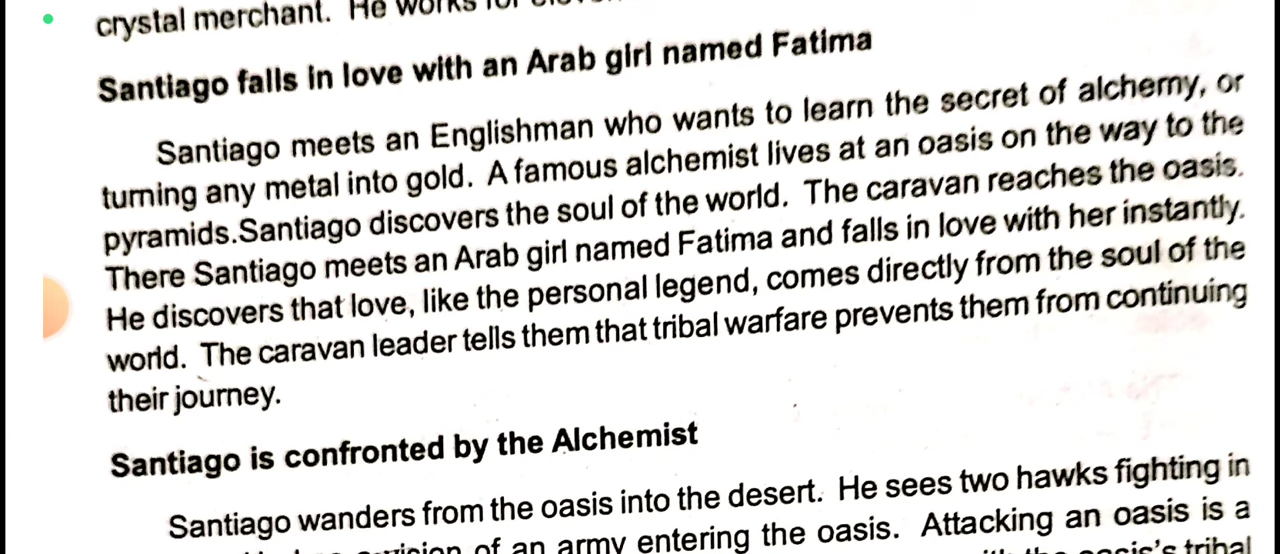 crystal merchant. He works for
Santiago falls in love with an Arab girl named Fatima
Santiago meets an Englishman who wants to learn the secret of alchemy, or
turning any metal into gold. A famous alchemist lives at an oasis on the way to the
pyramids.Santiago discovers the soul of the world. The caravan reaches the oasis.
There Santiago meets an Arab girl named Fatima and falls in love with her instantly.
He discovers that love, like the personal legend, comes directly from the soul of the
world. The caravan leader tells them that tribal warfare prevents them from continuing
their journey.
Santiago is confronted by the Alchemist
Santiago wanders from the oasis into the desert. He sees two hawks fighting in
of an army entering the oasis. Attacking an oasis is a
tribal